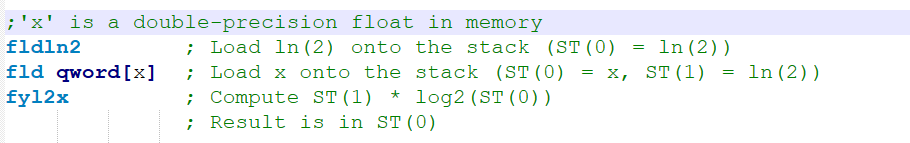 ;'x' is a double-precision float in memory
fldln2 ; Load ln(2) onto the stack (ST(0) = ln(2))
fld qword[x] ; Load x onto the stack (ST(0) = x, ST(1) = ln(2))
fyl2x ; Compute ST(1) * log2(ST(0))
; Result is in ST(0)